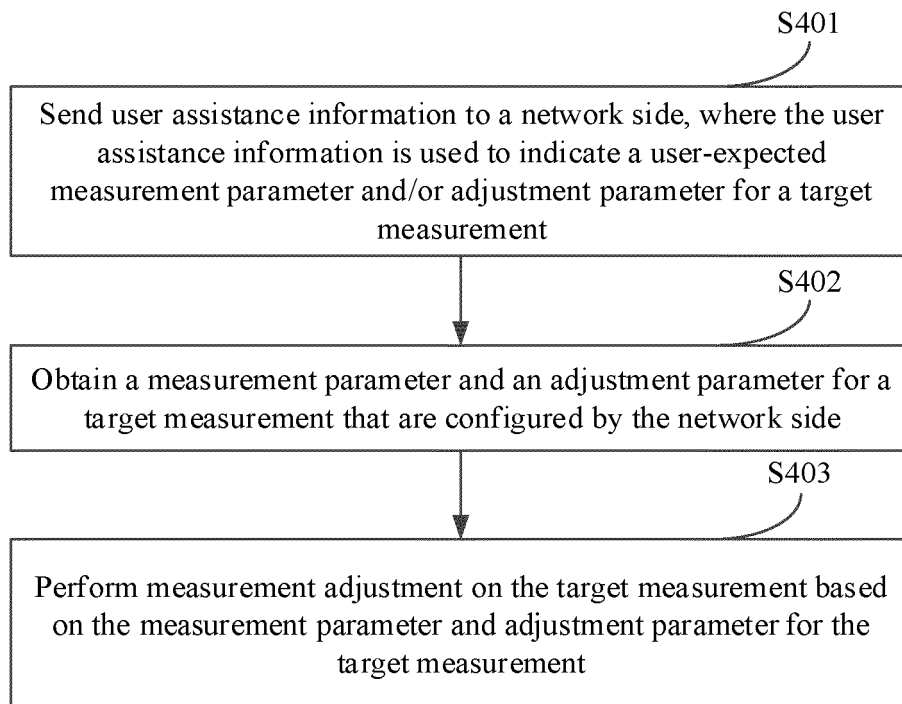 S401
Send user assistance information to a network side, where the user
assistance information is used to indicate a user-expected
measurement parameter and/or adjustment parameter for a target
measurement
S402
Obtain a measurement parameter and an adjustment parameter for a
target measurement that are configured by the network side
S403
Perform measurement adjustment on the target measurement based
on the measurement parameter and adjustment parameter for the
target measurement